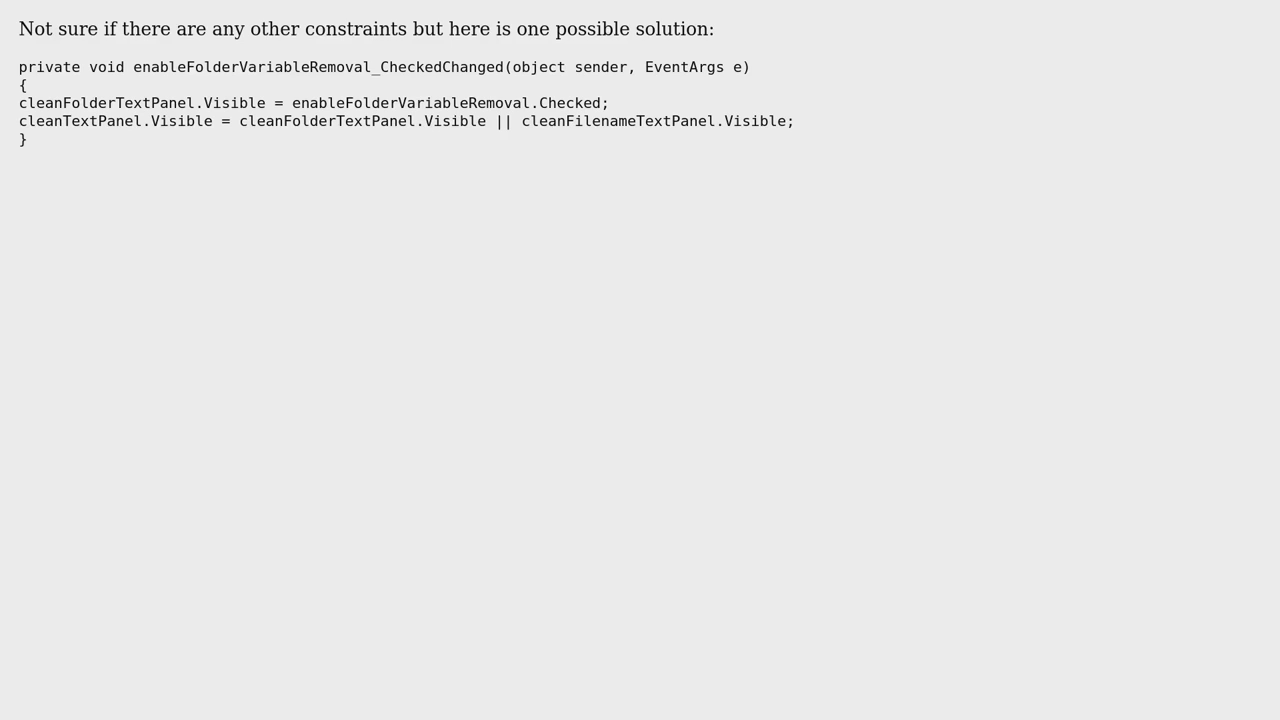 Not sure if there are any other constraints but here is one possible solution:
private void enableFolderVariableRemoval_CheckedChanged(object sender, EventArgs e)
{
cleanFolderTextPanel.Visible = enableFolderVariableRemoval.Checked;
cleanTextPanel.Visible = cleanFolderTextPanel.Visible || cleanFilenameTextPanel.Visible;
}